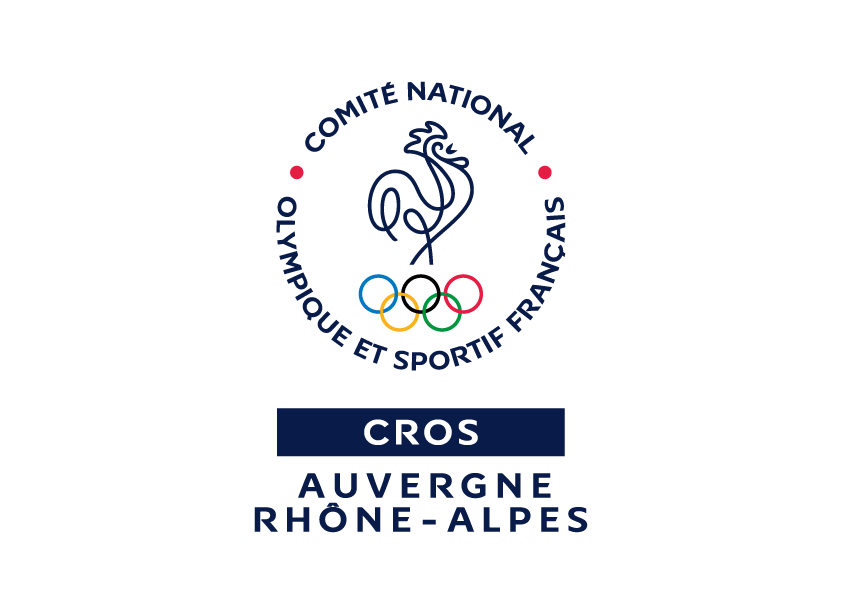 COMITÉ NATIONAL
OLYMPIQUE ET SPORTIF FRANÇAIS
CROS
AUVERGNE
RHÔNE-ALPES